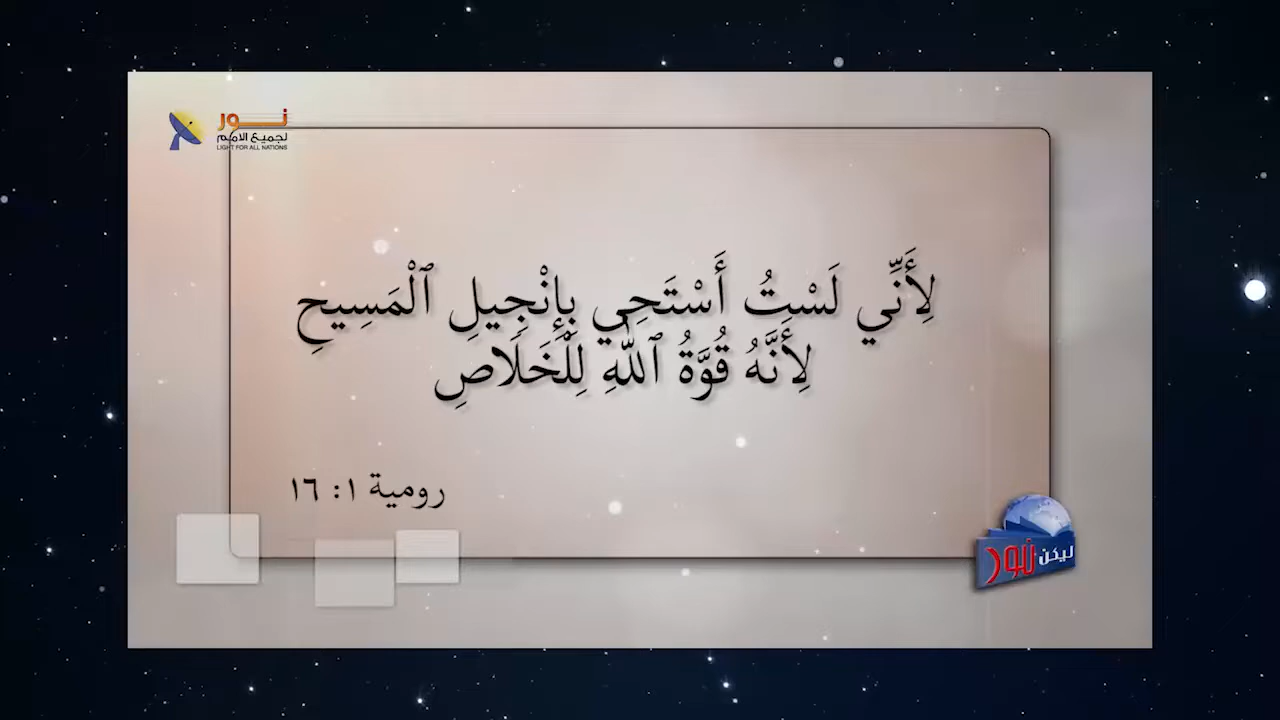 نور
لجميع الامم
LIGHT FOR ALL NATIONS
لِأَنِّي لَسْتُ أَسْتَحِي بِإِنْجِيلِ ٱلْمَسِيحِ
لِأَنَّهُ قُوَّةُ ٱللهِ لِلْخَلَاصِ
رومية ١: ١٦
ليكن نور